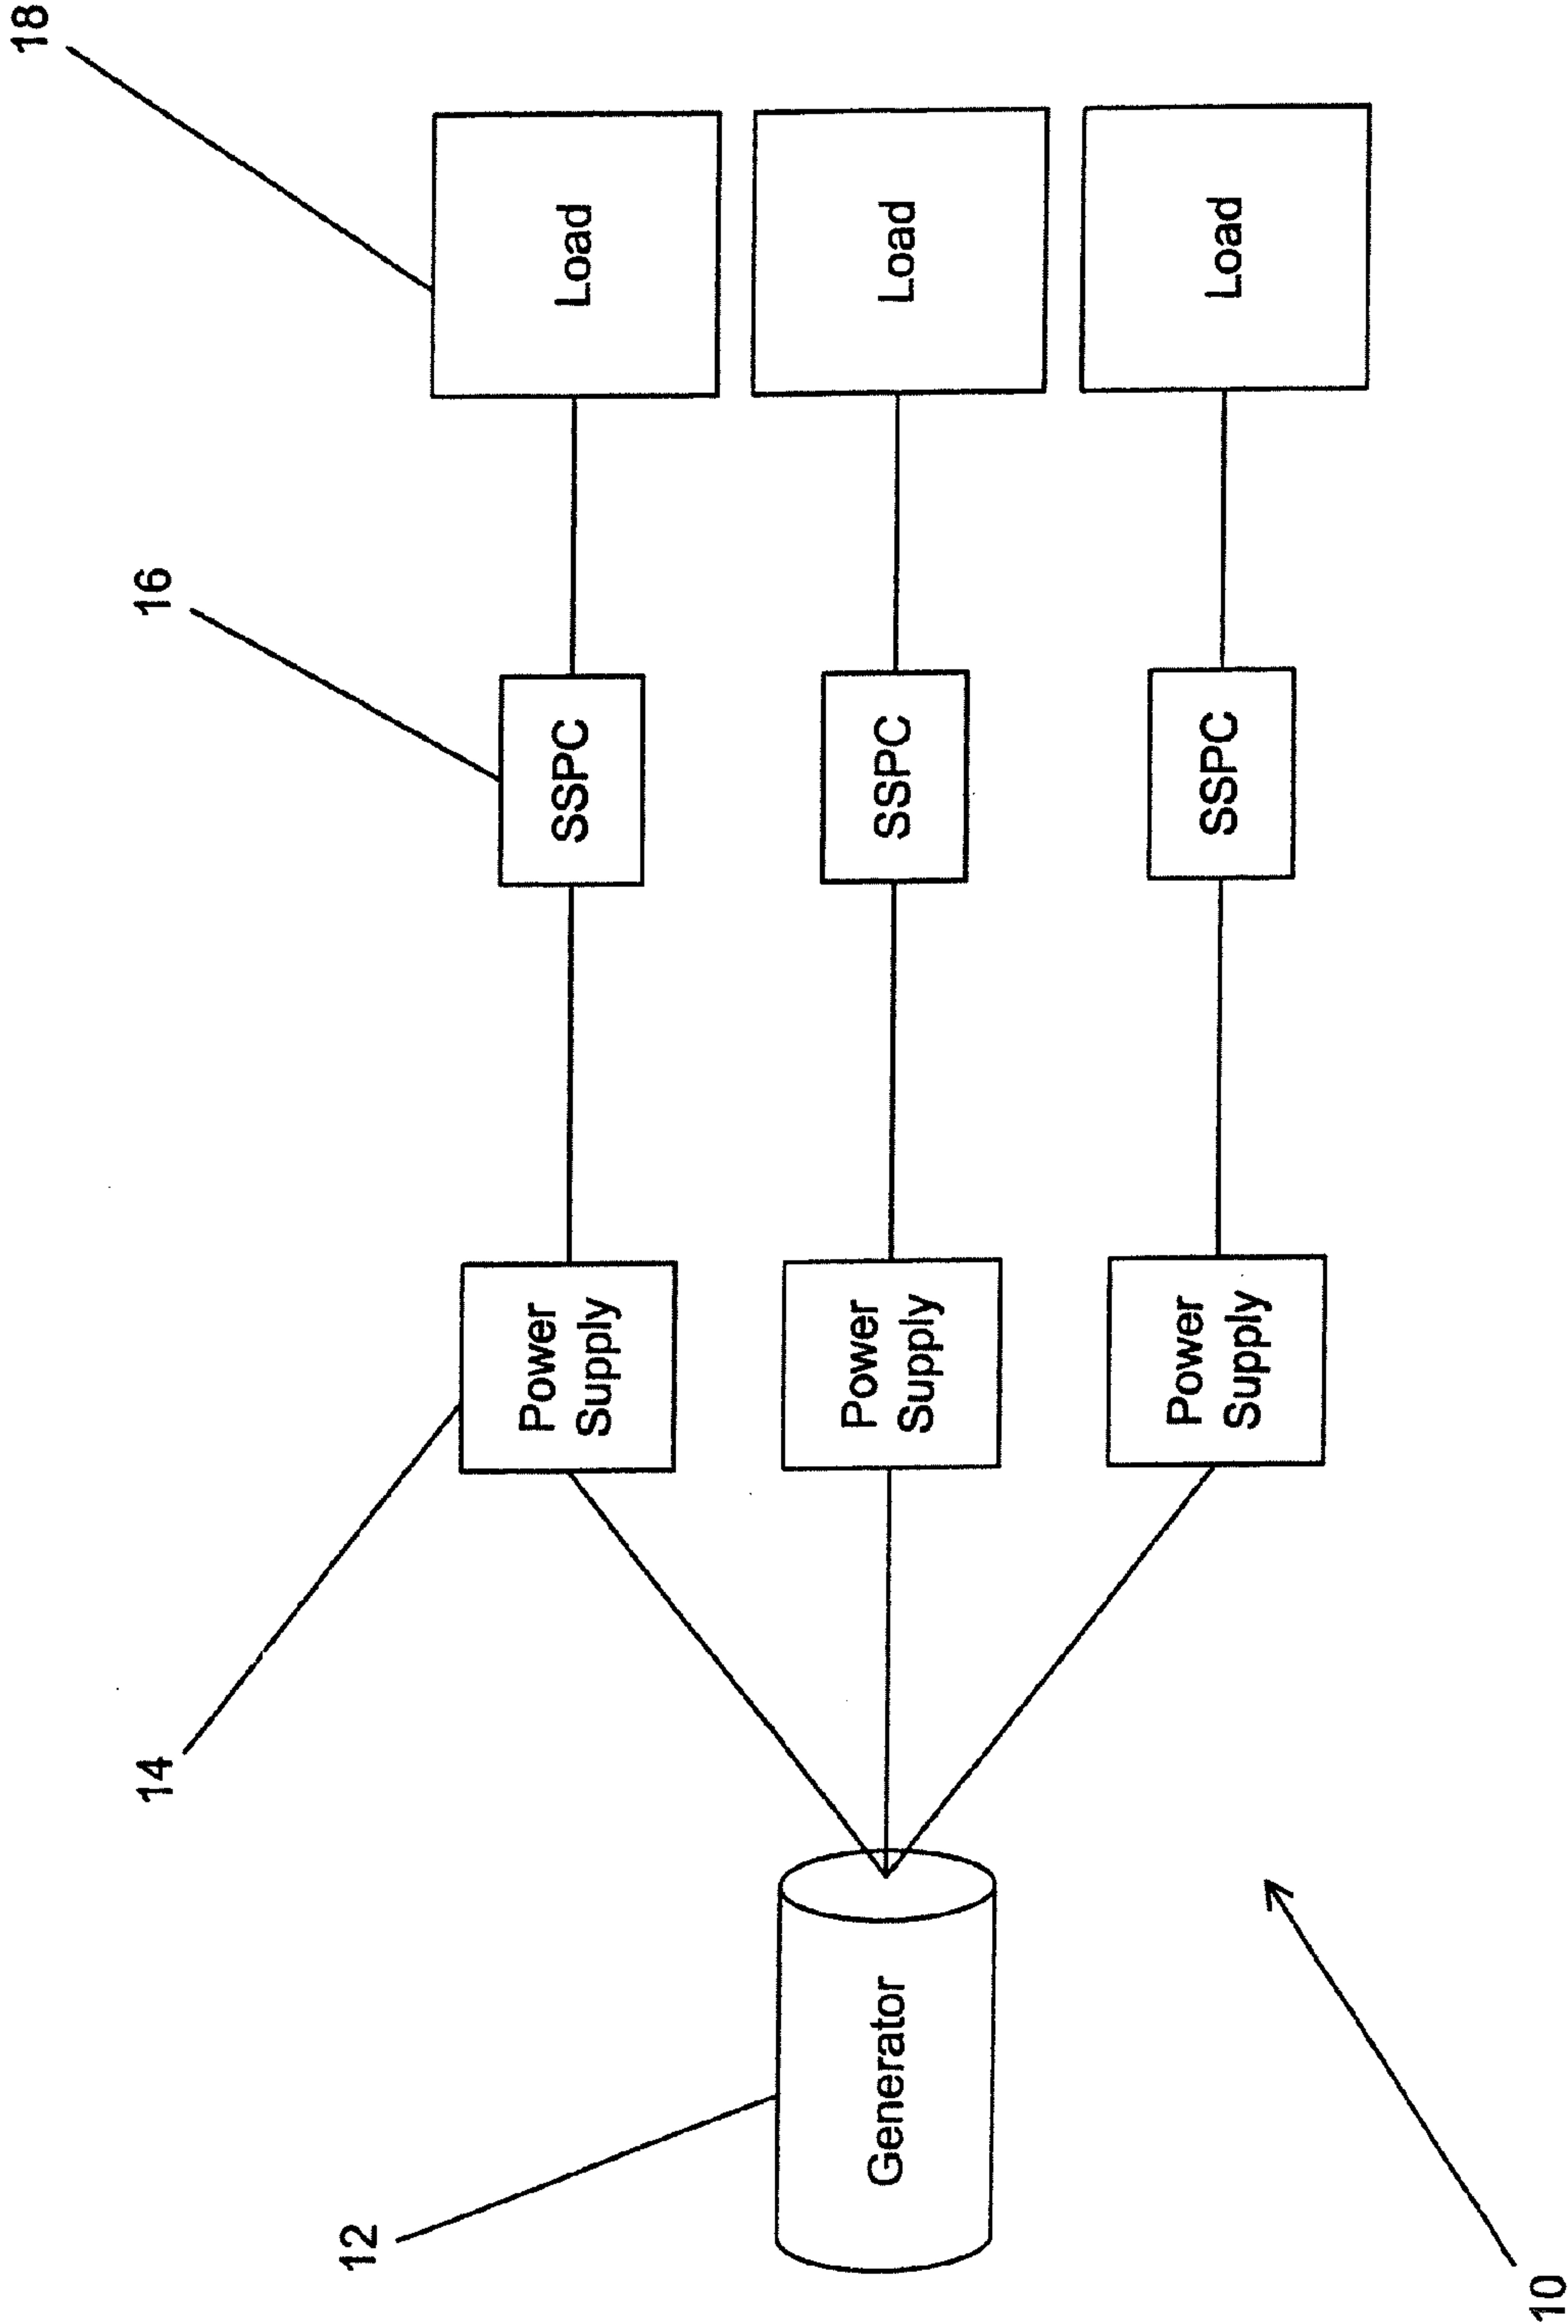 18
16
14
12
Load
SSPC
Power
Supply
Load
SSPC
Power
Supply
Generator
Load
SSPC
Power
Supply
10